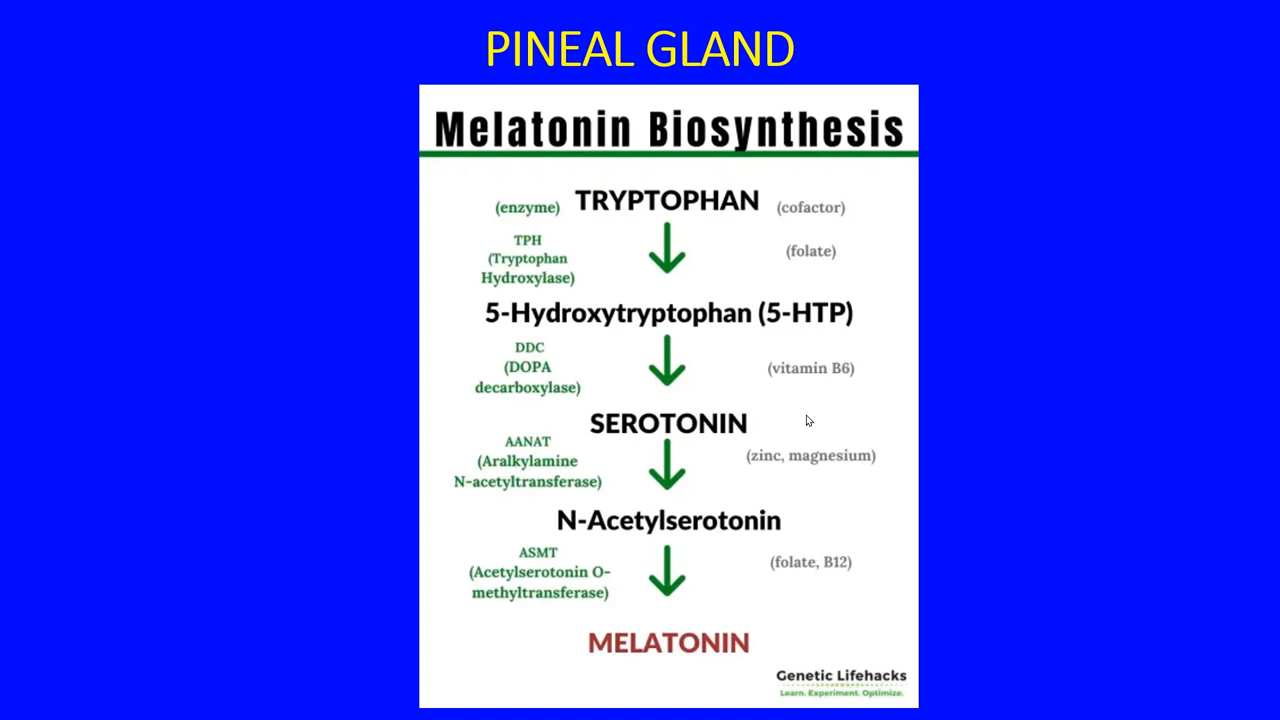 PINEAL GLAND
Melatonin Biosynthesis
(enzyme) TRYPTOPHAN (cofactor)
TPH
(Tryptophan
Hydroxylase)
(folate)
5-Hydroxytryptophan (5-HTP)
DDC
(DOPA
decarboxylase)
(vitamin B6)
SEROTONIN
AANAT
(Aralkylamine
N-acetyltransferase)
(zinc, magnesium)
N-Acetylserotonin
ASMT
(Acetylserotonin O-
methyltransferase)
(folate, B12)
MELATONIN
Genetic Lifehacks
Learn. Experiment. Optimize.